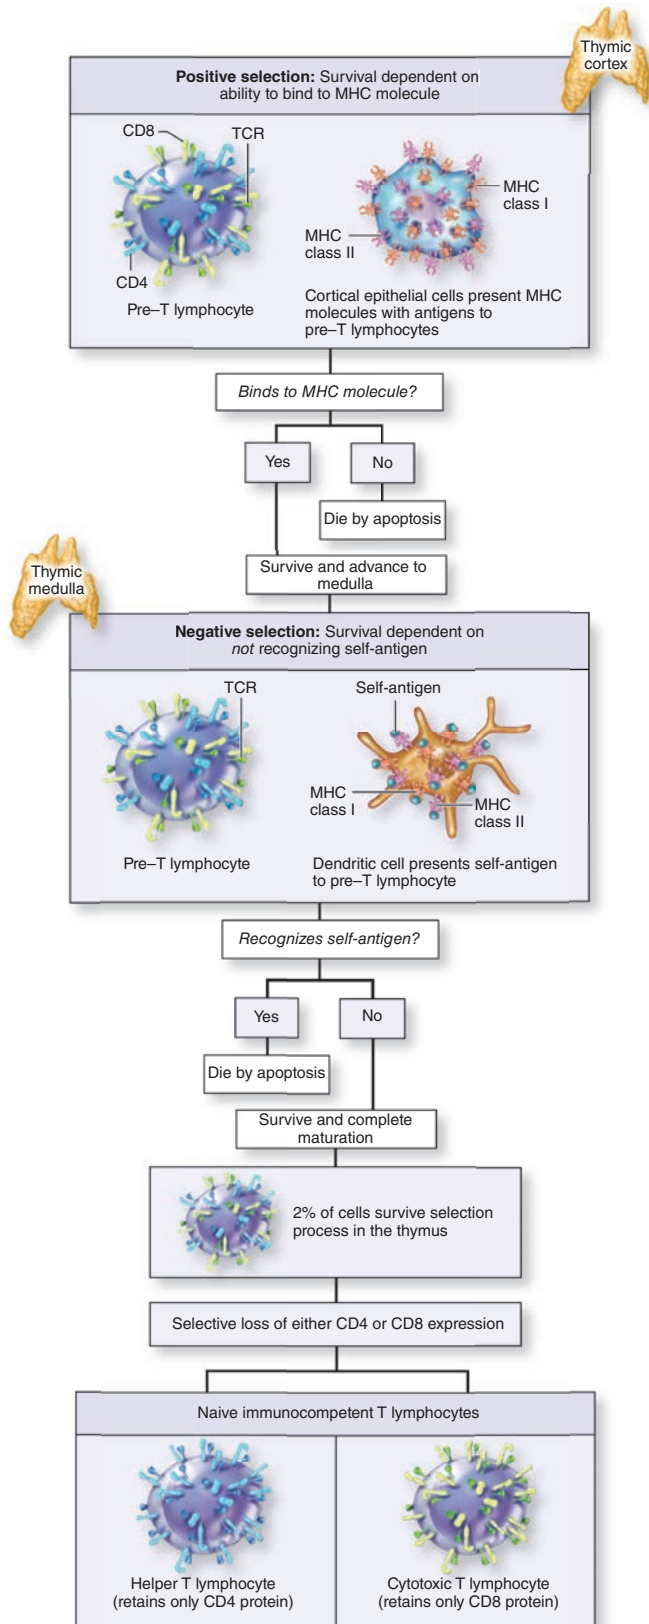 Thymic
cortex
Positive selection: Survival dependent on
ability to bind to MHC molecule
CD8
TCR
MHC
class I
MHC
class II
CD4
Pre–T lymphocyte
Cortical epithelial cells present MHC
molecules with antigens to
pre–T lymphocytes
Binds to MHC molecule?
Yes
No
Die by apoptosis
Survive and advance to
medulla
Thymic
medulla
Negative selection: Survival dependent on
not recognizing self-antigen
TCR
Self-antigen
MHC
class I
MHC
class II
Pre–T lymphocyte
Dendritic cell presents self-antigen
to pre–T lymphocyte
Recognizes self-antigen?
Yes
No
Die by apoptosis
Survive and complete
maturation
2% of cells survive selection
process in the thymus
Selective loss of either CD4 or CD8 expression
Naive immunocompetent T lymphocytes
Helper T lymphocyte
(retains only CD4 protein)
Cytotoxic T lymphocyte
(retains only CD8 protein)